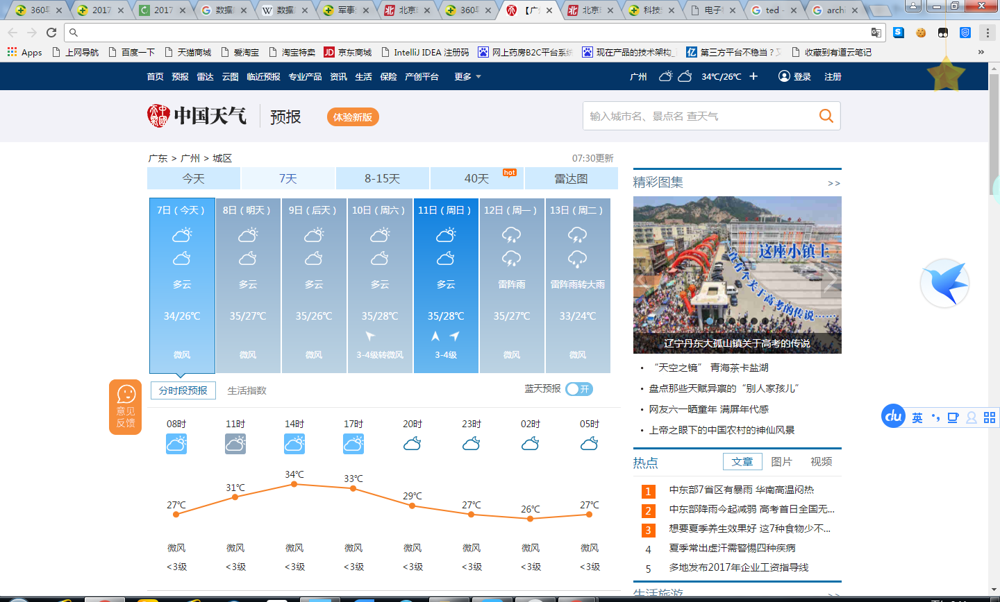 360导
2017
2017
数据
数据
军事
北京
360导
【广
北京
科技
电子
ted -
archi
Apps
上网导航
百度一下
天猫商城
爱淘宝
淘宝特卖
JD 京东商城
IntelliJ IDEA 注册码
网上药房B2C平台系统
现在产品的技术架构_
亿 第三方平台不稳当？
收藏到有道云笔记
»
首页 预报 雷达 云图 临近预报 专业产品 资讯 生活 保险 产创平台 更多
广州 34℃/26℃ + 登录 注册
中国天气 预报 体验新版
输入城市名、景点名 查天气
广东 > 广州 > 城区
07:30更新
今天 7天 8-15天 40天 hot 雷达图
7日（今天） 8日（明天） 9日（后天） 10日（周六） 11日（周日） 12日（周一） 13日（周二）
多云 多云 多云 多云 多云 雷阵雨 雷阵雨转大雨
34/26℃ 35/27℃ 35/26℃ 35/28℃ 35/28℃ 35/27℃ 33/24℃
微风 微风 微风 3-4级转微风 3-4级 微风 微风
意见
反馈
分时段预报 生活指数
蓝天预报 开
08时 11时 14时 17时 20时 23时 02时 05时
27℃ 31℃ 34℃ 33℃ 29℃ 27℃ 26℃ 27℃
微风 微风 微风 微风 微风 微风 微风 微风
<3级 <3级 <3级 <3级 <3级 <3级 <3级 <3级
精彩图集 >>
这座小镇上
有太多关于高考的传说……
辽宁丹东大孤山镇关于高考的传说
• “天空之镜” 青海茶卡盐湖
• 盘点那些天赋异禀的“别人家孩儿”
• 网友六一晒童年 满屏年代感
• 上帝之眼下的中国农村的神仙风景
du 英
热点 文章 图片 视频
1 中东部7省区有暴雨 华南高温闷热
2 中东部降雨今起减弱 高考首日全国无...
3 想要夏季养生效果好 这7种食物少不...
4 夏季常出虚汗需警惕四种疾病
5 多地发布2017年企业工资指导线
生活旅游 >>